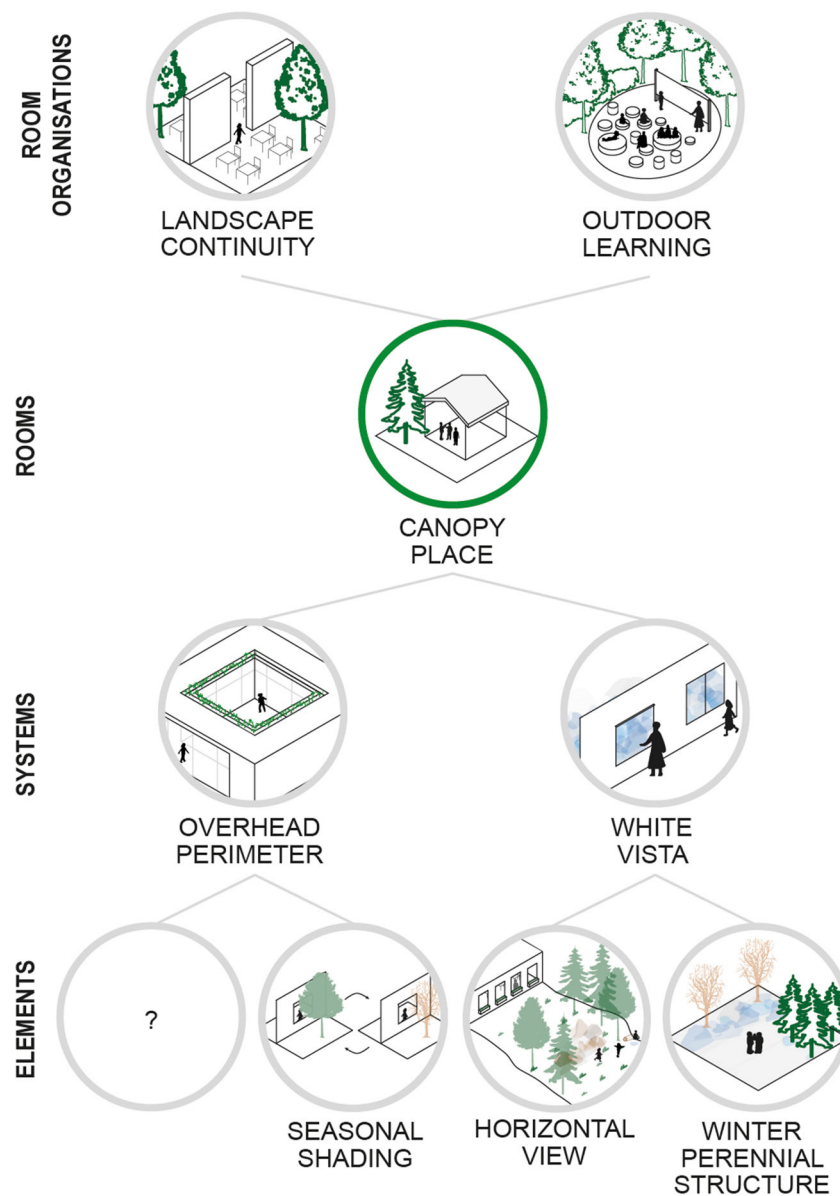 ROOM
ORGANISATIONS
LANDSCAPE
CONTINUITY
OUTDOOR
LEARNING
ROOMS
CANOPY
PLACE
SYSTEMS
OVERHEAD
PERIMETER
WHITE
VISTA
ELEMENTS
?
SEASONAL
SHADING
HORIZONTAL
VIEW
WINTER
PERENNIAL
STRUCTURE